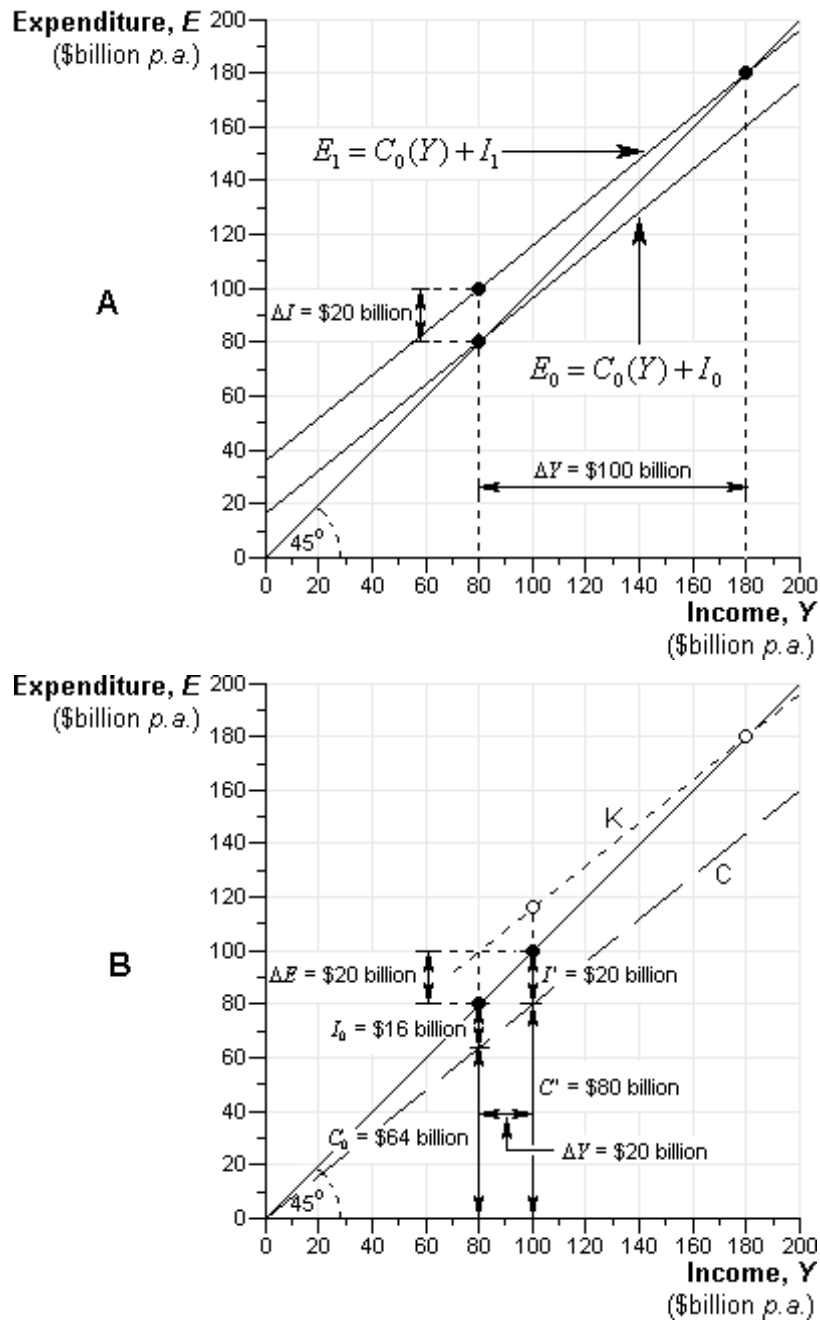 Expenditure, E
($billion p.a.)
200
180
160
140
120
100
80
60
40
20
0
E₁ = C₀(Y) + I₁
A
ΔI = $20 billion
E₀ = C₀(Y) + I₀
ΔY = $100 billion
45°
0 20 40 60 80 100 120 140 160 180 200
Income, Y
($billion p.a.)
Expenditure, E
($billion p.a.)
200
180
160
140
120
100
80
60
40
20
0
K
C
B
ΔE = $20 billion
I' = $20 billion
I₀ = $16 billion
C' = $80 billion
C₀ = $64 billion
ΔY = $20 billion
45°
0 20 40 60 80 100 120 140 160 180 200
Income, Y
($billion p.a.)